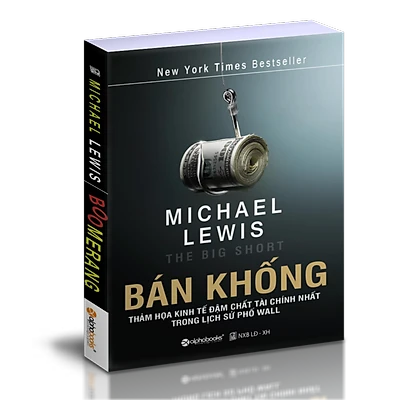 New York Times Bestseller
MICHAEL
LEWIS
THE BIG SHORT
BÁN KHỐNG
THẢM HỌA KINH TẾ ĐẬM CHẤT TÀI CHÍNH NHẤT
TRONG LỊCH SỬ PHỐ WALL
alphabooks
NXB LĐ - XH
MICHAEL LEWIS BOOMERANG
alphabooks